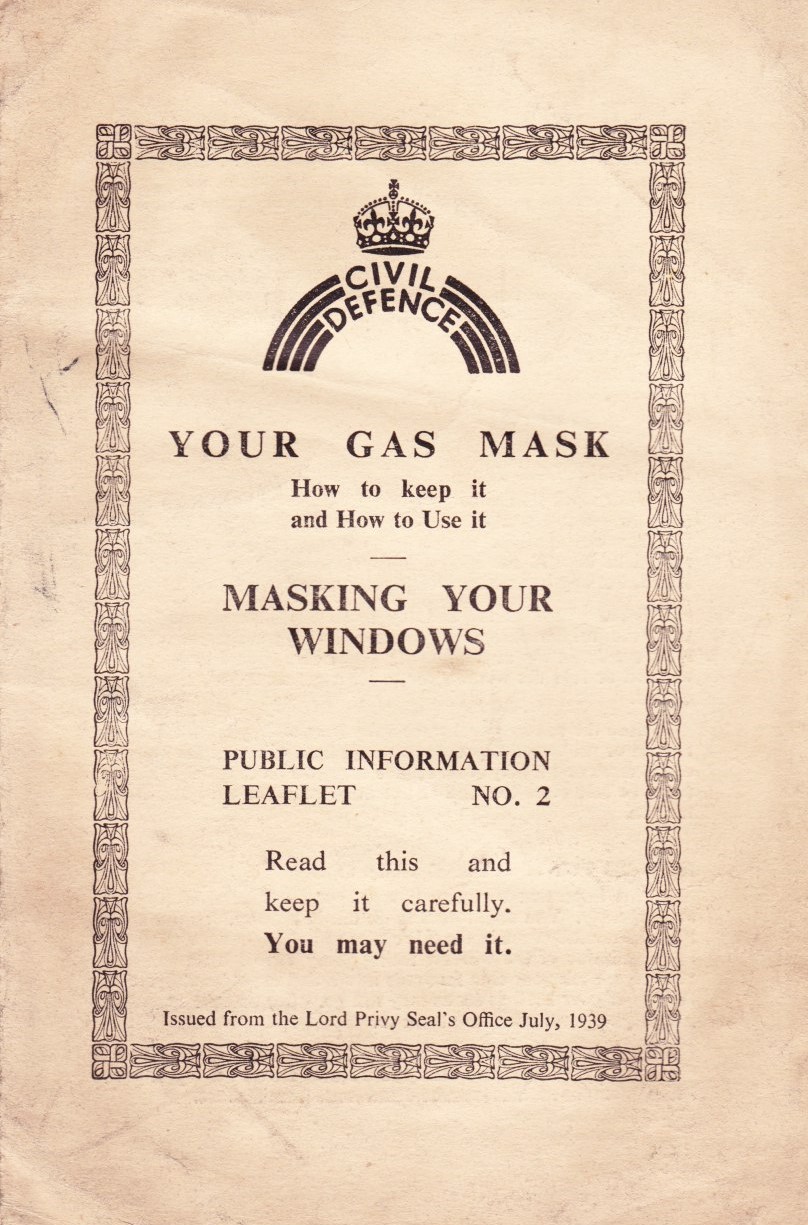 CIVIL
DEFENCE
YOUR GAS MASK
How to keep it
and How to Use it
MASKING YOUR
WINDOWS
PUBLIC INFORMATION
LEAFLET NO. 2
Read this and
keep it carefully.
You may need it.
Issued from the Lord Privy Seal's Office July, 1939